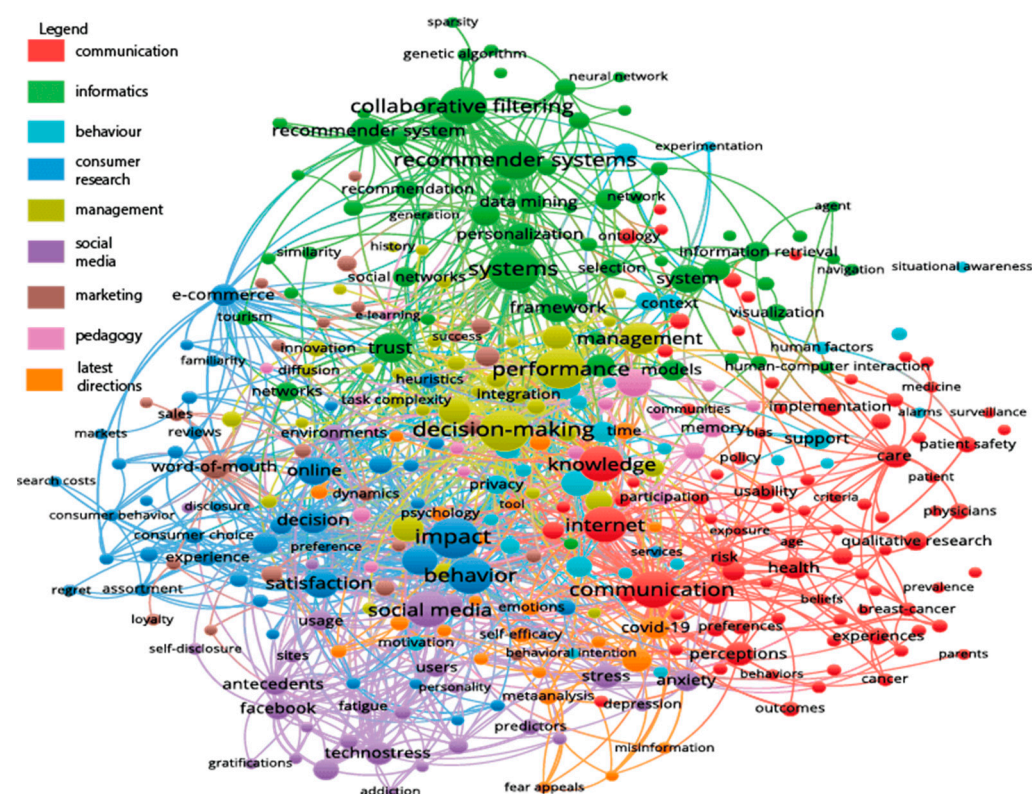 Legend
communication
informatics
behaviour
consumer
research
management
social
media
marketing
pedagogy
latest
directions
sparsity
genetic algorithm
neural network
collaborative filtering
recommender system
experimentation
recommender systems
recommendation
network
data mining
agent
generation
personalization
ontology
history
similarity
information retrieval
social networks
systems
selection
system
navigation
situational awareness
e-commerce
context
framework
tourism
e-learning
visualization
success
management
trust
innovation
human factors
familiarity
diffusion
performance
models
human-computer interaction
heuristics
networks
integration
medicine
task complexity
sales
communities
implementation
alarms
surveillance
markets
reviews
environments
decision-making
time
memory
bias
support
patient safety
word-of-mouth
online
knowledge
policy
care
search costs
privacy
patient
dynamics
participation
usability
criteria
disclosure
tool
consumer behavior
psychology
physicians
decision
internet
consumer choice
impact
exposure
age
qualitative research
experience
preference
services
risk
health
regret
assortment
satisfaction
behavior
communication
prevalence
beliefs
loyalty
usage
social media
emotions
covid-19
preferences
breast-cancer
self-efficacy
experiences
self-disclosure
sites
motivation
behavioral intention
perceptions
parents
users
antecedents
personality
stress
anxiety
behaviors
cancer
facebook
fatigue
metaanalysis
depression
outcomes
predictors
technostress
misinformation
gratifications
addiction
fear appeals